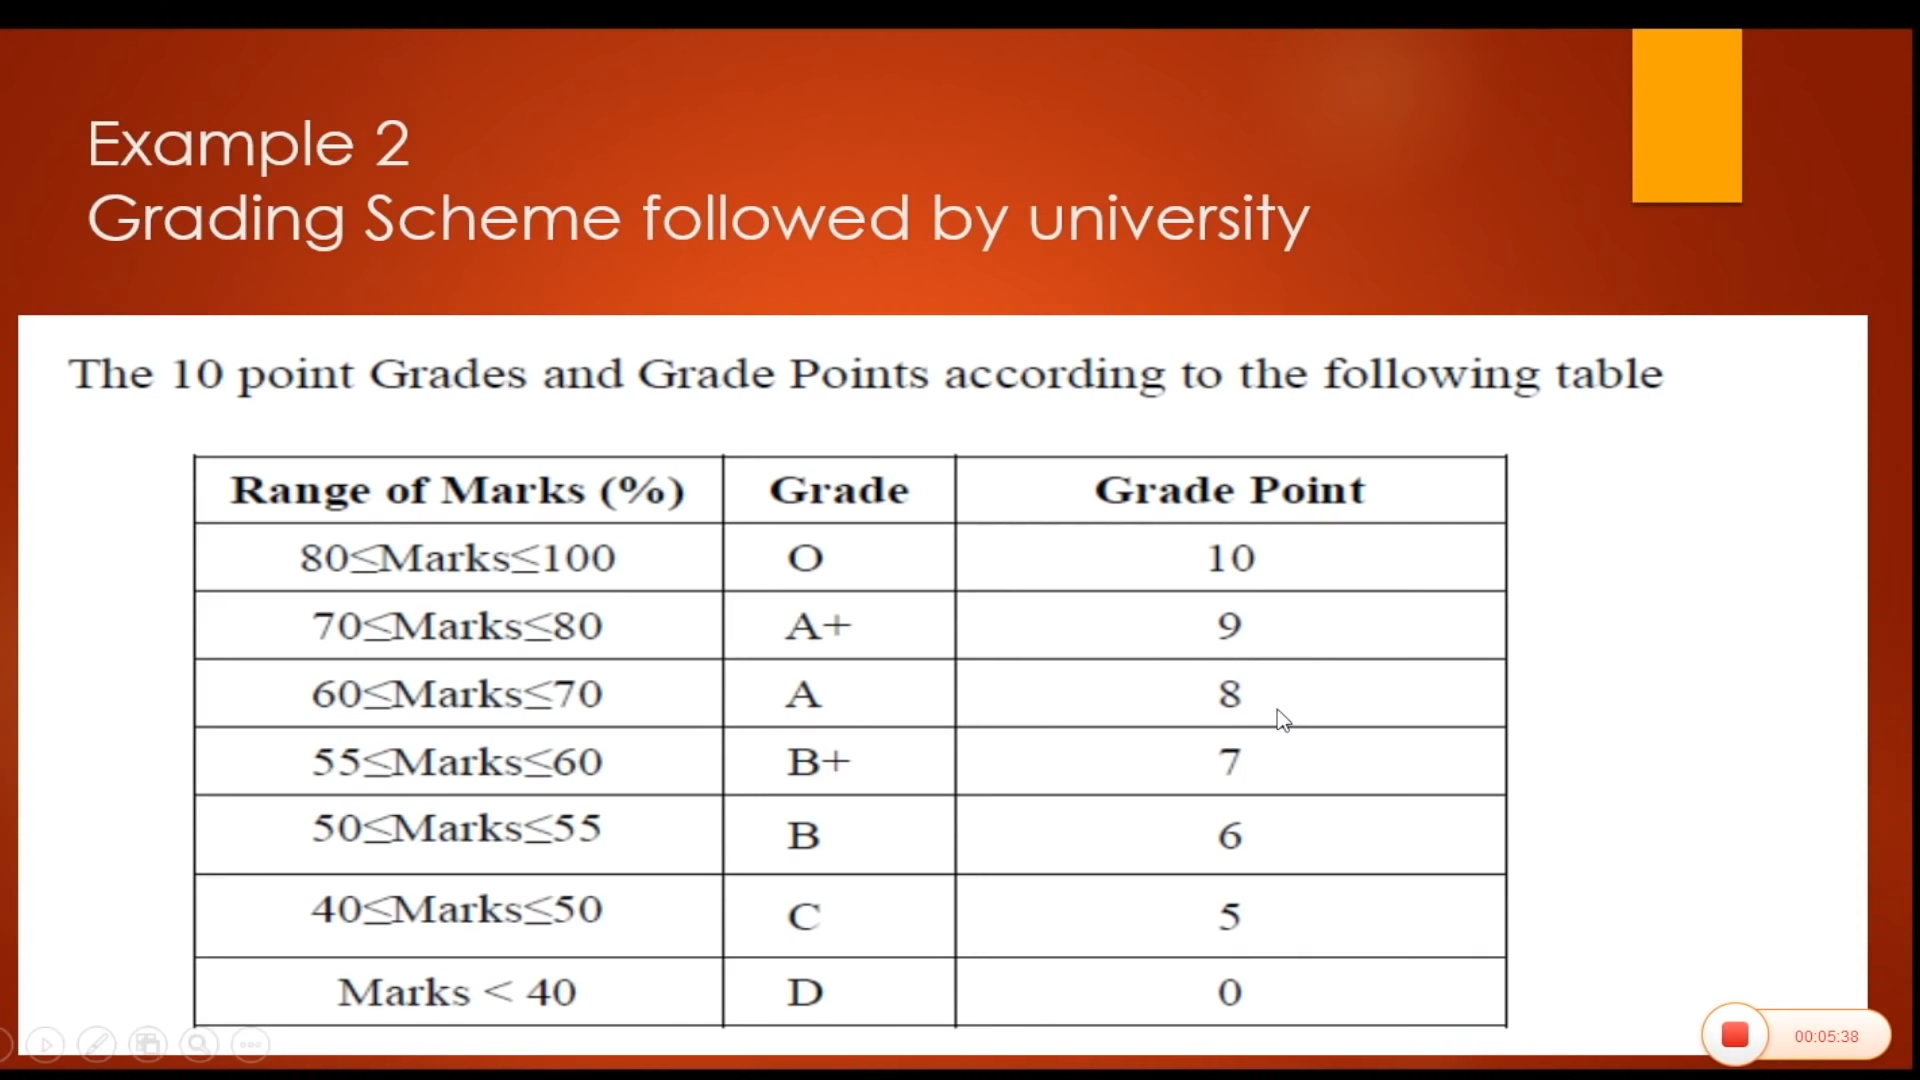 Example 2
Grading Scheme followed by university
The 10 point Grades and Grade Points according to the following table
Range of Marks (%) Grade Grade Point
80≤Marks≤100 O 10
70≤Marks≤80 A+ 9
60≤Marks≤70 A 8
55≤Marks≤60 B+ 7
50≤Marks≤55 B 6
40≤Marks≤50 C 5
Marks < 40 D 0
00:05:38